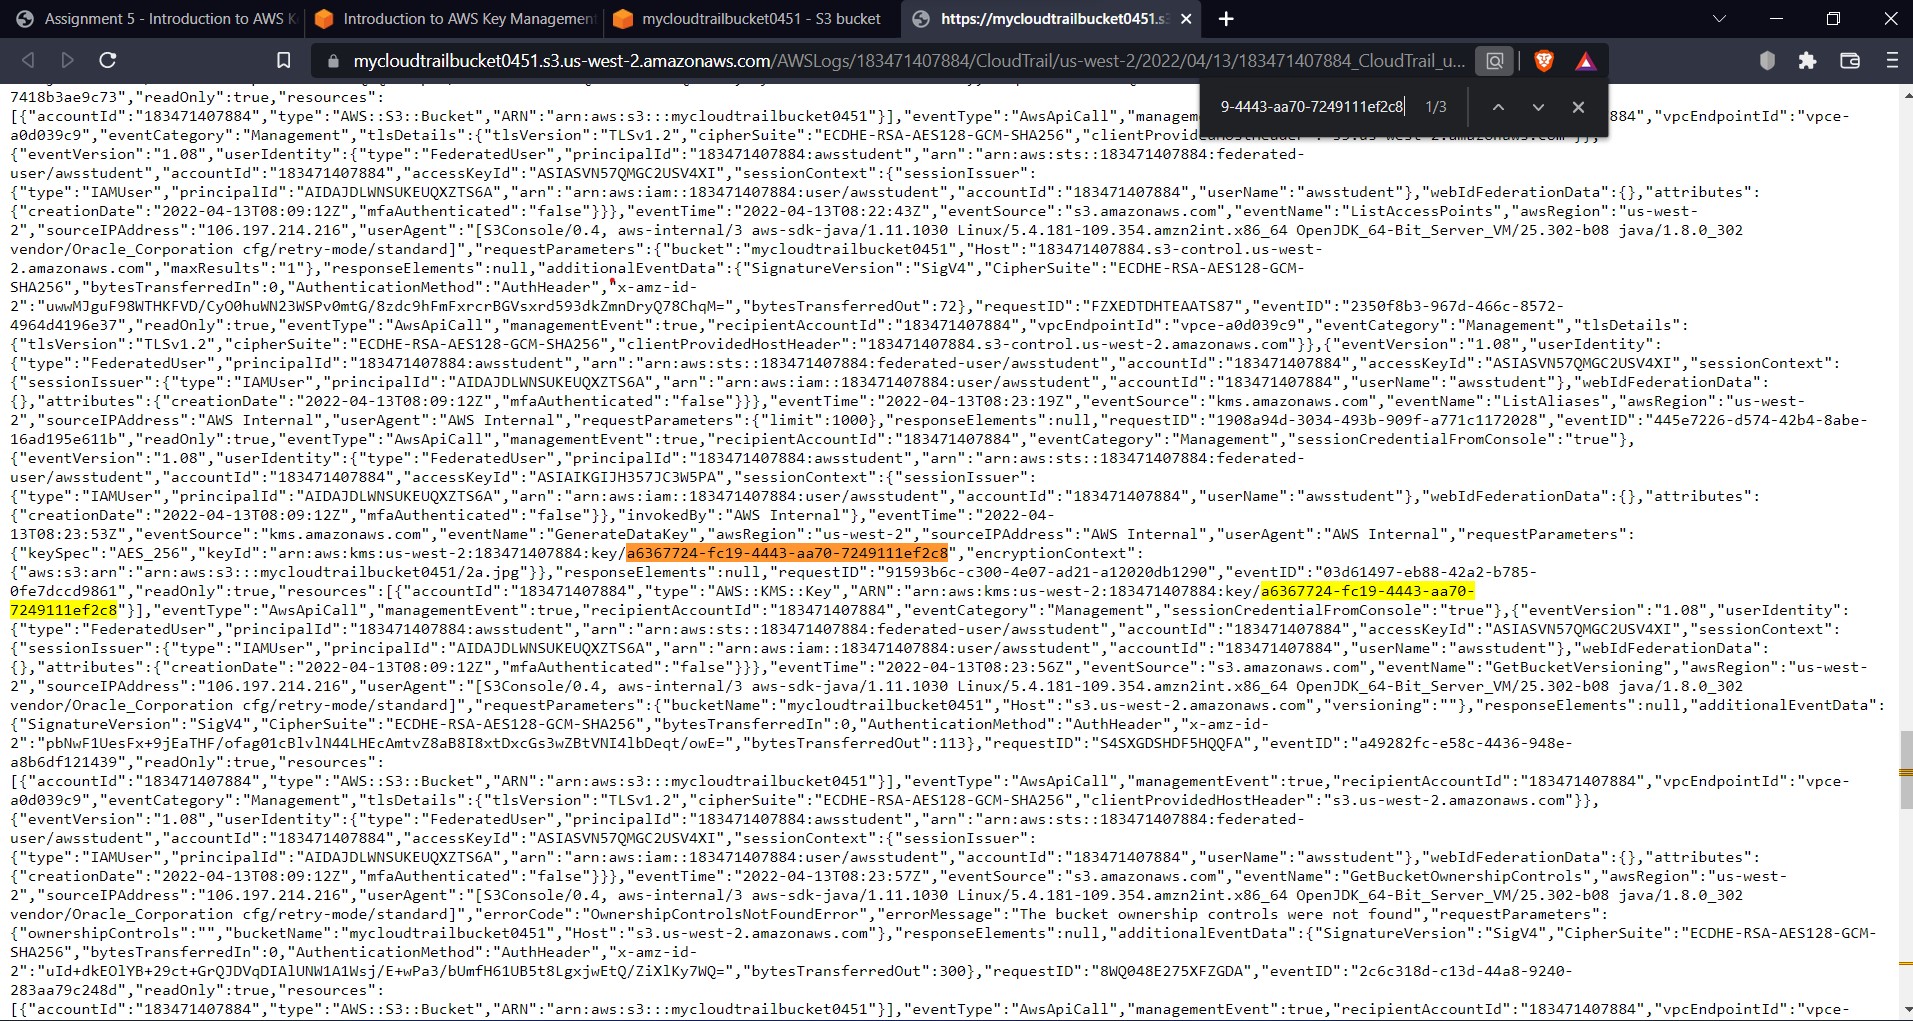 Assignment 5 - Introduction to AWS K
Introduction to AWS Key Management
mycloudtrailbucket0451 - S3 bucket
https://mycloudtrailbucket0451.s3
mycloudtrailbucket0451.s3.us-west-2.amazonaws.com/AWSLogs/183471407884/CloudTrail/us-west-2/2022/04/13/183471407884_CloudTrail_u...
9-4443-aa70-7249111ef2c8
1/3
7418b3ae9c73","readOnly":true,"resources":
[{"accountId":"183471407884","type":"AWS::S3::Bucket","ARN":"arn:aws:s3:::mycloudtrailbucket0451"}],"eventType":"AwsApiCall","managem 884","vpcEndpointId":"vpce-
a0d039c9","eventCategory":"Management","tlsDetails":{"tlsVersion":"TLSv1.2","cipherSuite":"ECDHE-RSA-AES128-GCM-SHA256","clientProvidedHostHeader":"s3.us-west-2.amazonaws.com"}},
{"eventVersion":"1.08","userIdentity":{"type":"FederatedUser","principalId":"183471407884:awsstudent","arn":"arn:aws:sts::183471407884:federated-
user/awsstudent","accountId":"183471407884","accessKeyId":"ASIASVN57QMGC2USV4XI","sessionContext":{"sessionIssuer":
{"type":"IAMUser","principalId":"AIDAJDLWNSUKEUQXZTS6A","arn":"arn:aws:iam::183471407884:user/awsstudent","accountId":"183471407884","userName":"awsstudent"},"webIdFederationData":{},"attributes":
{"creationDate":"2022-04-13T08:09:12Z","mfaAuthenticated":"false"}}},"eventTime":"2022-04-13T08:22:43Z","eventSource":"s3.amazonaws.com","eventName":"ListAccessPoints","awsRegion":"us-west-
2","sourceIPAddress":"106.197.214.216","userAgent":"[S3Console/0.4, aws-internal/3 aws-sdk-java/1.11.1030 Linux/5.4.181-109.354.amzn2int.x86_64 OpenJDK_64-Bit_Server_VM/25.302-b08 java/1.8.0_302
vendor/Oracle_Corporation cfg/retry-mode/standard]","requestParameters":{"bucket":"mycloudtrailbucket0451","Host":"183471407884.s3-control.us-west-
2.amazonaws.com","maxResults":"1"},"responseElements":null,"additionalEventData":{"SignatureVersion":"SigV4","CipherSuite":"ECDHE-RSA-AES128-GCM-
SHA256","bytesTransferredIn":0,"AuthenticationMethod":"AuthHeader","x-amz-id-
2":"uwwMJguF98WTHKFVD/CyO0huWN23WSPv0mtG/8zdc9hFmFxrcrBGVsxrd593dkZmnDryQ78ChqM=","bytesTransferredOut":72},"requestID":"FZXEDTDHTEAATS87","eventID":"2350f8b3-967d-466c-8572-
4964d4196e37","readOnly":true,"eventType":"AwsApiCall","managementEvent":true,"recipientAccountId":"183471407884","vpcEndpointId":"vpce-a0d039c9","eventCategory":"Management","tlsDetails":
{"tlsVersion":"TLSv1.2","cipherSuite":"ECDHE-RSA-AES128-GCM-SHA256","clientProvidedHostHeader":"183471407884.s3-control.us-west-2.amazonaws.com"}},{"eventVersion":"1.08","userIdentity":
{"type":"FederatedUser","principalId":"183471407884:awsstudent","arn":"arn:aws:sts::183471407884:federated-user/awsstudent","accountId":"183471407884","accessKeyId":"ASIASVN57QMGC2USV4XI","sessionContext":
{"sessionIssuer":{"type":"IAMUser","principalId":"AIDAJDLWNSUKEUQXZTS6A","arn":"arn:aws:iam::183471407884:user/awsstudent","accountId":"183471407884","userName":"awsstudent"},"webIdFederationData":
{},"attributes":{"creationDate":"2022-04-13T08:09:12Z","mfaAuthenticated":"false"}}},"eventTime":"2022-04-13T08:23:19Z","eventSource":"kms.amazonaws.com","eventName":"ListAliases","awsRegion":"us-west-
2","sourceIPAddress":"AWS Internal","userAgent":"AWS Internal","requestParameters":{"limit":1000},"responseElements":null,"requestID":"1908a94d-3034-493b-909f-a771c1172028","eventID":"445e7226-d574-42b4-8abe-
16ad195e611b","readOnly":true,"eventType":"AwsApiCall","managementEvent":true,"recipientAccountId":"183471407884","eventCategory":"Management","sessionCredentialFromConsole":"true"},
{"eventVersion":"1.08","userIdentity":{"type":"FederatedUser","principalId":"183471407884:awsstudent","arn":"arn:aws:sts::183471407884:federated-
user/awsstudent","accountId":"183471407884","accessKeyId":"ASIAIKGIJH357JC3W5PA","sessionContext":{"sessionIssuer":
{"type":"IAMUser","principalId":"AIDAJDLWNSUKEUQXZTS6A","arn":"arn:aws:iam::183471407884:user/awsstudent","accountId":"183471407884","userName":"awsstudent"},"webIdFederationData":{},"attributes":
{"creationDate":"2022-04-13T08:09:12Z","mfaAuthenticated":"false"}},"invokedBy":"AWS Internal"},"eventTime":"2022-04-
13T08:23:53Z","eventSource":"kms.amazonaws.com","eventName":"GenerateDataKey","awsRegion":"us-west-2","sourceIPAddress":"AWS Internal","userAgent":"AWS Internal","requestParameters":
{"keySpec":"AES_256","keyId":"arn:aws:kms:us-west-2:183471407884:key/a6367724-fc19-4443-aa70-7249111ef2c8","encryptionContext":
{"aws:s3:arn":"arn:aws:s3:::mycloudtrailbucket0451/2a.jpg"}},"responseElements":null,"requestID":"91593b6c-c300-4e07-ad21-a12020db1290","eventID":"03d61497-eb88-42a2-b785-
0fe7dccd9861","readOnly":true,"resources":[{"accountId":"183471407884","type":"AWS::KMS::Key","ARN":"arn:aws:kms:us-west-2:183471407884:key/a6367724-fc19-4443-aa70-
7249111ef2c8"}],"eventType":"AwsApiCall","managementEvent":true,"recipientAccountId":"183471407884","eventCategory":"Management","sessionCredentialFromConsole":"true"},{"eventVersion":"1.08","userIdentity":
{"type":"FederatedUser","principalId":"183471407884:awsstudent","arn":"arn:aws:sts::183471407884:federated-user/awsstudent","accountId":"183471407884","accessKeyId":"ASIASVN57QMGC2USV4XI","sessionContext":
{"sessionIssuer":{"type":"IAMUser","principalId":"AIDAJDLWNSUKEUQXZTS6A","arn":"arn:aws:iam::183471407884:user/awsstudent","accountId":"183471407884","userName":"awsstudent"},"webIdFederationData":
{},"attributes":{"creationDate":"2022-04-13T08:09:12Z","mfaAuthenticated":"false"}}},"eventTime":"2022-04-13T08:23:56Z","eventSource":"s3.amazonaws.com","eventName":"GetBucketVersioning","awsRegion":"us-west-
2","sourceIPAddress":"106.197.214.216","userAgent":"[S3Console/0.4, aws-internal/3 aws-sdk-java/1.11.1030 Linux/5.4.181-109.354.amzn2int.x86_64 OpenJDK_64-Bit_Server_VM/25.302-b08 java/1.8.0_302
vendor/Oracle_Corporation cfg/retry-mode/standard]","requestParameters":{"bucketName":"mycloudtrailbucket0451","Host":"s3.us-west-2.amazonaws.com","versioning":""},"responseElements":null,"additionalEventData":
{"SignatureVersion":"SigV4","CipherSuite":"ECDHE-RSA-AES128-GCM-SHA256","bytesTransferredIn":0,"AuthenticationMethod":"AuthHeader","x-amz-id-
2":"pbNwF1UesFx+9jEaTHF/ofag01cBlvlN44LHEcAmtvZ8aB8I8xtDxcGs3wZBtVNI4lbDeqt/owE=","bytesTransferredOut":113},"requestID":"S4SXGDSHDF5HQQFA","eventID":"a49282fc-e58c-4436-948e-
a8b6df121439","readOnly":true,"resources":
[{"accountId":"183471407884","type":"AWS::S3::Bucket","ARN":"arn:aws:s3:::mycloudtrailbucket0451"}],"eventType":"AwsApiCall","managementEvent":true,"recipientAccountId":"183471407884","vpcEndpointId":"vpce-
a0d039c9","eventCategory":"Management","tlsDetails":{"tlsVersion":"TLSv1.2","cipherSuite":"ECDHE-RSA-AES128-GCM-SHA256","clientProvidedHostHeader":"s3.us-west-2.amazonaws.com"}},
{"eventVersion":"1.08","userIdentity":{"type":"FederatedUser","principalId":"183471407884:awsstudent","arn":"arn:aws:sts::183471407884:federated-
user/awsstudent","accountId":"183471407884","accessKeyId":"ASIASVN57QMGC2USV4XI","sessionContext":{"sessionIssuer":
{"type":"IAMUser","principalId":"AIDAJDLWNSUKEUQXZTS6A","arn":"arn:aws:iam::183471407884:user/awsstudent","accountId":"183471407884","userName":"awsstudent"},"webIdFederationData":{},"attributes":
{"creationDate":"2022-04-13T08:09:12Z","mfaAuthenticated":"false"}}},"eventTime":"2022-04-13T08:23:57Z","eventSource":"s3.amazonaws.com","eventName":"GetBucketOwnershipControls","awsRegion":"us-west-
2","sourceIPAddress":"106.197.214.216","userAgent":"[S3Console/0.4, aws-internal/3 aws-sdk-java/1.11.1030 Linux/5.4.181-109.354.amzn2int.x86_64 OpenJDK_64-Bit_Server_VM/25.302-b08 java/1.8.0_302
vendor/Oracle_Corporation cfg/retry-mode/standard]","errorCode":"OwnershipControlsNotFoundError","errorMessage":"The bucket ownership controls were not found","requestParameters":
{"ownershipControls":"","bucketName":"mycloudtrailbucket0451","Host":"s3.us-west-2.amazonaws.com"},"responseElements":null,"additionalEventData":{"SignatureVersion":"SigV4","CipherSuite":"ECDHE-RSA-AES128-GCM-
SHA256","bytesTransferredIn":0,"AuthenticationMethod":"AuthHeader","x-amz-id-
2":"uId+dkEOlYB+29ct+GrQJDVqDIAlUNW1A1Wsj/E+wPa3/bUmfH61UB5t8LgxjwEtQ/ZiXlKy7WQ=","bytesTransferredOut":300},"requestID":"8WQ048E275XFZGDA","eventID":"2c6c318d-c13d-44a8-9240-
283aa79c248d","readOnly":true,"resources":
[{"accountId":"183471407884","type":"AWS::S3::Bucket","ARN":"arn:aws:s3:::mycloudtrailbucket0451"}],"eventType":"AwsApiCall","managementEvent":true,"recipientAccountId":"183471407884","vpcEndpointId":"vpce-